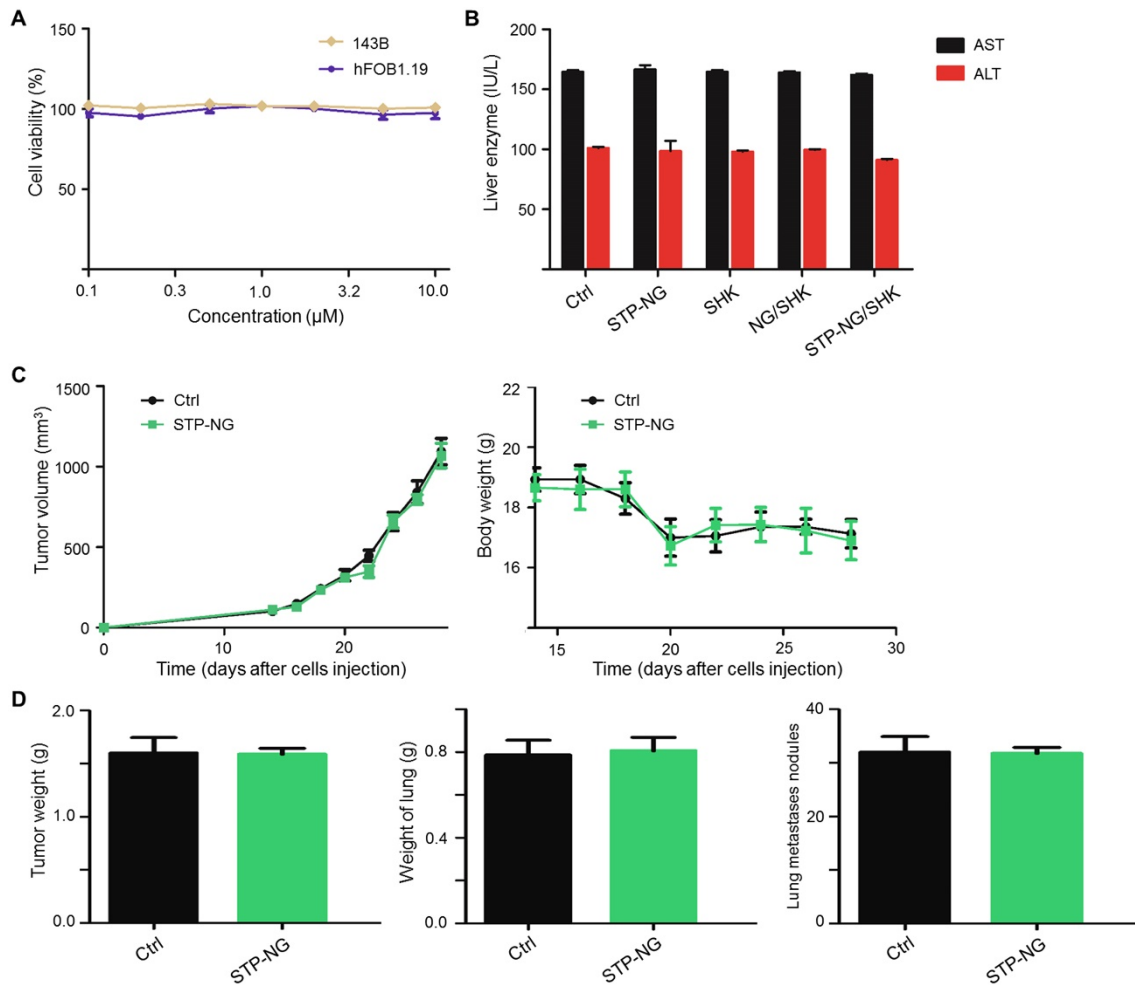 A
150
100
50
Cell viability (%)
143B
hFOB1.19
0.1
0.3
1.0
3.2
10.0
Concentration (µM)
B
200
150
100
50
Liver enzyme (IU/L)
AST
ALT
Ctrl
STP-NG
SHK
NG/SHK
STP-NG/SHK
C
1500
1000
500
0
Tumor volume (mm³)
Ctrl
STP-NG
0
10
20
Time (days after cells injection)
22
20
18
16
Body weight (g)
Ctrl
STP-NG
15
20
25
30
Time (days after cells injection)
D
2.0
1.0
0.0
Tumor weight (g)
Ctrl
STP-NG
0.8
0.4
0.0
Weight of lung (g)
Ctrl
STP-NG
40
20
0
Lung metastases nodules
Ctrl
STP-NG